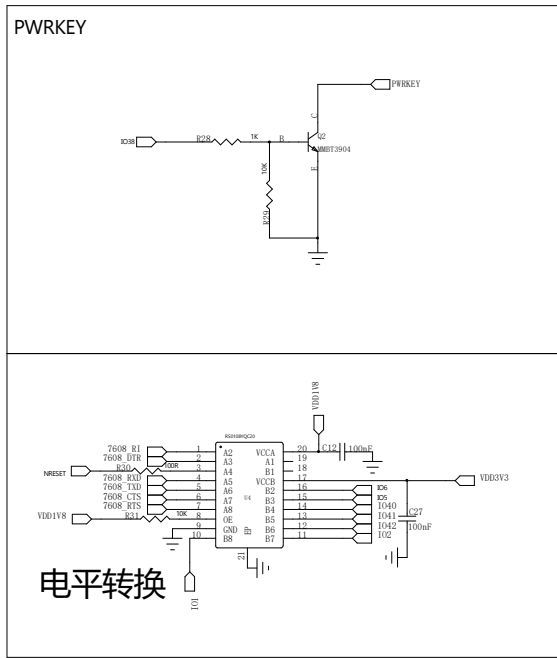 PWRKEY
PWRKEY
C
IO38
R28
1K
B
Q2
MMBT3904
10K
E
R29
VDD1V8
RS0108YQC20
7608_RI 1 A2 VCCA 20 C12 100nF
7608_DTR 2 A3 A1 19
NRESET R30 100R 3 A4 B1 18
7608_RXD 4 A5 VCCB 17 VDD3V3
7608_TXD 5 A6 B2 16 IO6
7608_CTS 6 A7 U4 B3 15 IO5
7608_RTS 7 A8 B4 14 IO40
VDD1V8 R31 10K 8 OE B5 13 IO41 C27
9 GND EP B6 12 IO42 100nF
10 B8 B7 11 IO2
21
电平转换
IO1